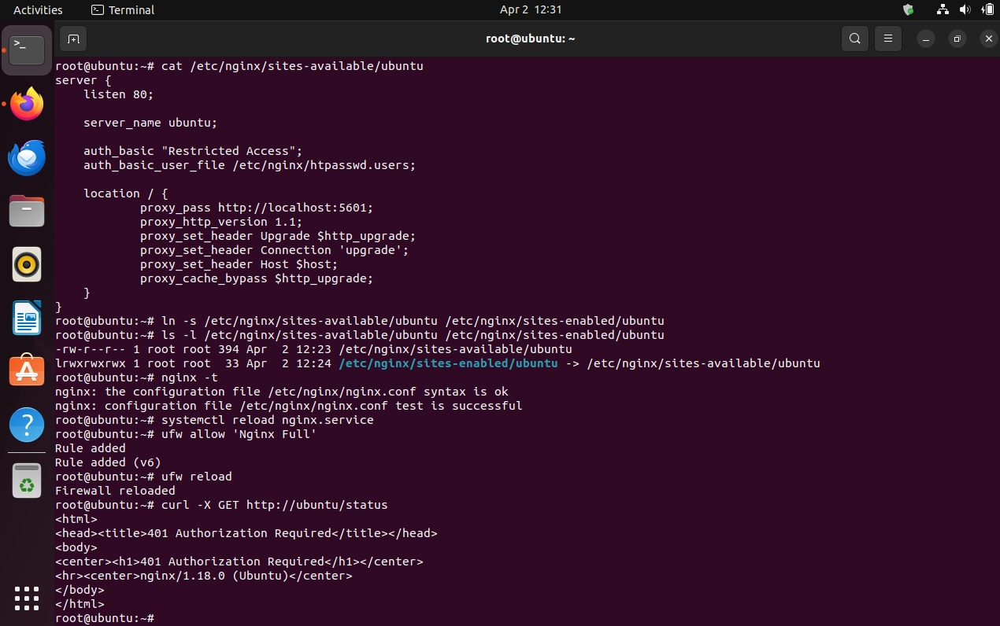 Activities Terminal Apr 2 12:31
root@ubuntu: ~
root@ubuntu:~# cat /etc/nginx/sites-available/ubuntu
server {
    listen 80;

    server_name ubuntu;

    auth_basic "Restricted Access";
    auth_basic_user_file /etc/nginx/htpasswd.users;

    location / {
            proxy_pass http://localhost:5601;
            proxy_http_version 1.1;
            proxy_set_header Upgrade $http_upgrade;
            proxy_set_header Connection 'upgrade';
            proxy_set_header Host $host;
            proxy_cache_bypass $http_upgrade;
    }
}
root@ubuntu:~# ln -s /etc/nginx/sites-available/ubuntu /etc/nginx/sites-enabled/ubuntu
root@ubuntu:~# ls -l /etc/nginx/sites-available/ubuntu /etc/nginx/sites-enabled/ubuntu
-rw-r--r-- 1 root root 394 Apr  2 12:23 /etc/nginx/sites-available/ubuntu
lrwxrwxrwx 1 root root  33 Apr  2 12:24 /etc/nginx/sites-enabled/ubuntu -> /etc/nginx/sites-available/ubuntu
root@ubuntu:~# nginx -t
nginx: the configuration file /etc/nginx/nginx.conf syntax is ok
nginx: configuration file /etc/nginx/nginx.conf test is successful
root@ubuntu:~# systemctl reload nginx.service
root@ubuntu:~# ufw allow 'Nginx Full'
Rule added
Rule added (v6)
root@ubuntu:~# ufw reload
Firewall reloaded
root@ubuntu:~# curl -X GET http://ubuntu/status
<html>
<head><title>401 Authorization Required</title></head>
<body>
<center><h1>401 Authorization Required</h1></center>
<hr><center>nginx/1.18.0 (Ubuntu)</center>
</body>
</html>
root@ubuntu:~#